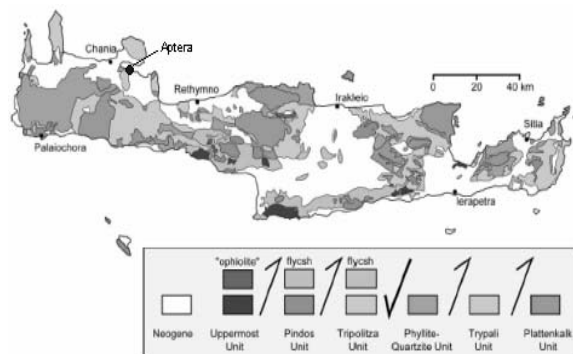 Aptera
Chania
Rethymno
Irakleio
0 20 40 km
Sitia
Palaiochora
Ierapetra
"ophiolite" flycsh flycsh
Neogene Uppermost Unit Pindos Unit Tripolitza Unit Phyllite-Quartzite Unit Trypali Unit Plattenkalk Unit